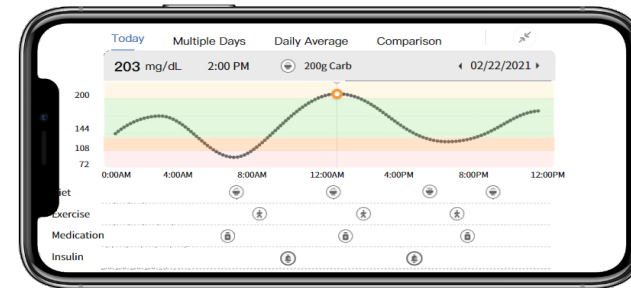 Today Multiple Days Daily Average Comparison
203 mg/dL 2:00 PM 200g Carb 02/22/2021
200
144
108
72
0:00AM 4:00AM 8:00AM 12:00AM 4:00PM 8:00PM 12:00PM
iet
Exercise
Medication
Insulin